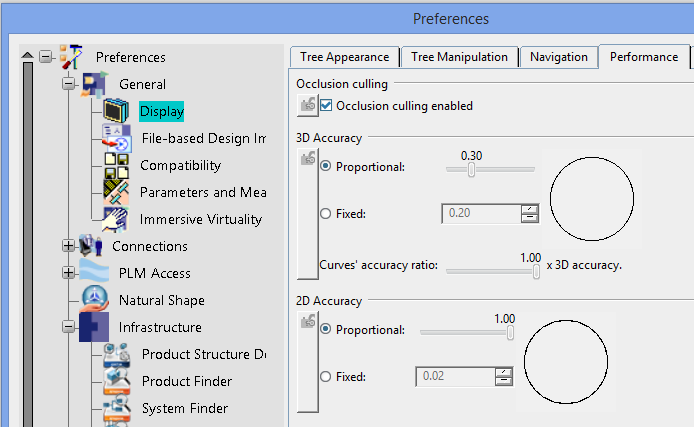 Preferences
Preferences
General
Display
File-based Design Im
Compatibility
Parameters and Mea
Immersive Virtuality
Connections
PLM Access
Natural Shape
Infrastructure
Product Structure De
Product Finder
System Finder
Tree Appearance Tree Manipulation Navigation Performance
Occlusion culling
Occlusion culling enabled
3D Accuracy
0.30
Proportional:
Fixed: 0.20
1.00
Curves' accuracy ratio: x 3D accuracy.
2D Accuracy
1.00
Proportional:
Fixed: 0.02